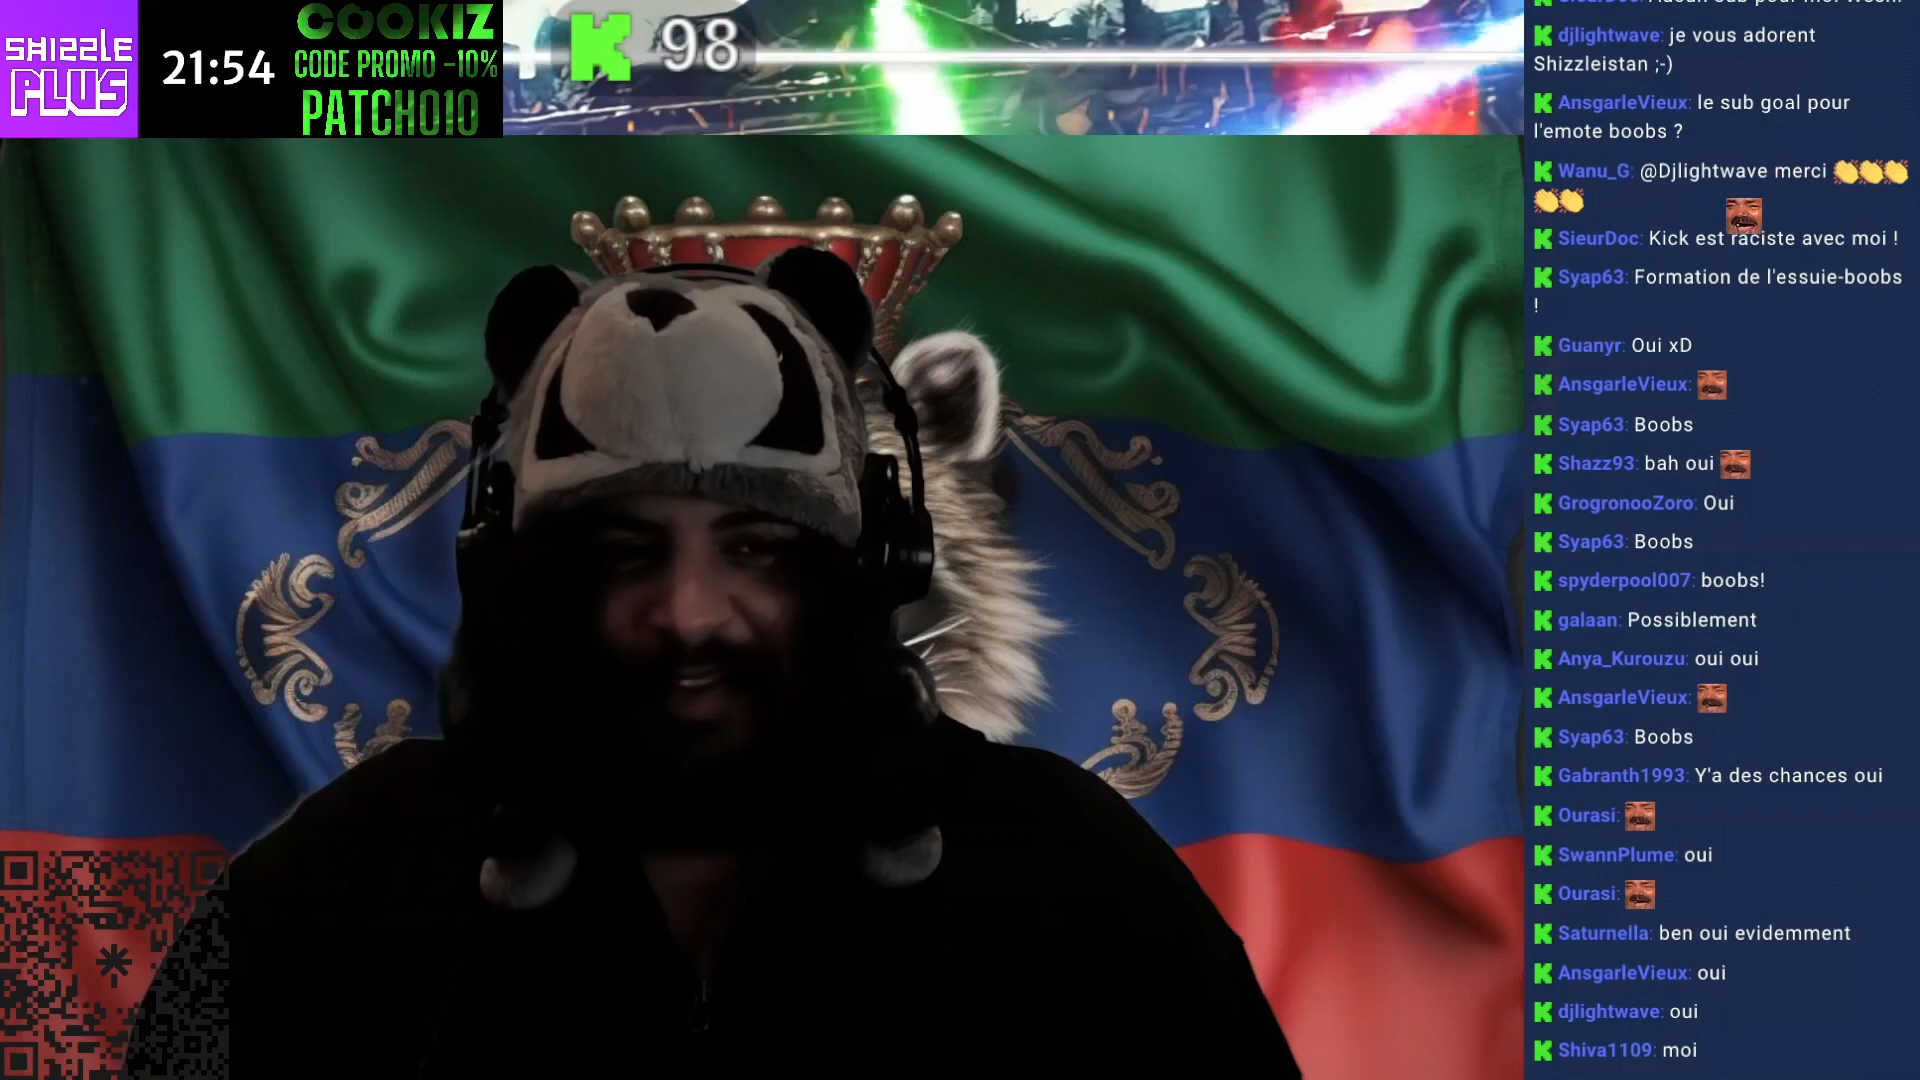 SHIZZLE
PLUS
21:54
COOKIZ
CODE PROMO -10%
PATCHO10
98
djlightwave: je vous adorent
Shizzleistan ;-)
AnsgarleVieux: le sub goal pour
l'emote boobs ?
Wanu_G: @Djlightwave merci
SieurDoc: Kick est raciste avec moi !
Syap63: Formation de l'essuie-boobs
!
Guanyr: Oui xD
AnsgarleVieux:
Syap63: Boobs
Shazz93: bah oui
GrogronooZoro: Oui
Syap63: Boobs
spyderpool007: boobs!
galaan: Possiblement
Anya_Kurouzu: oui oui
AnsgarleVieux:
Syap63: Boobs
Gabranth1993: Y'a des chances oui
Ourasi:
SwannPlume: oui
Ourasi:
Saturnella: ben oui evidemment
AnsgarleVieux: oui
djlightwave: oui
Shiva1109: moi